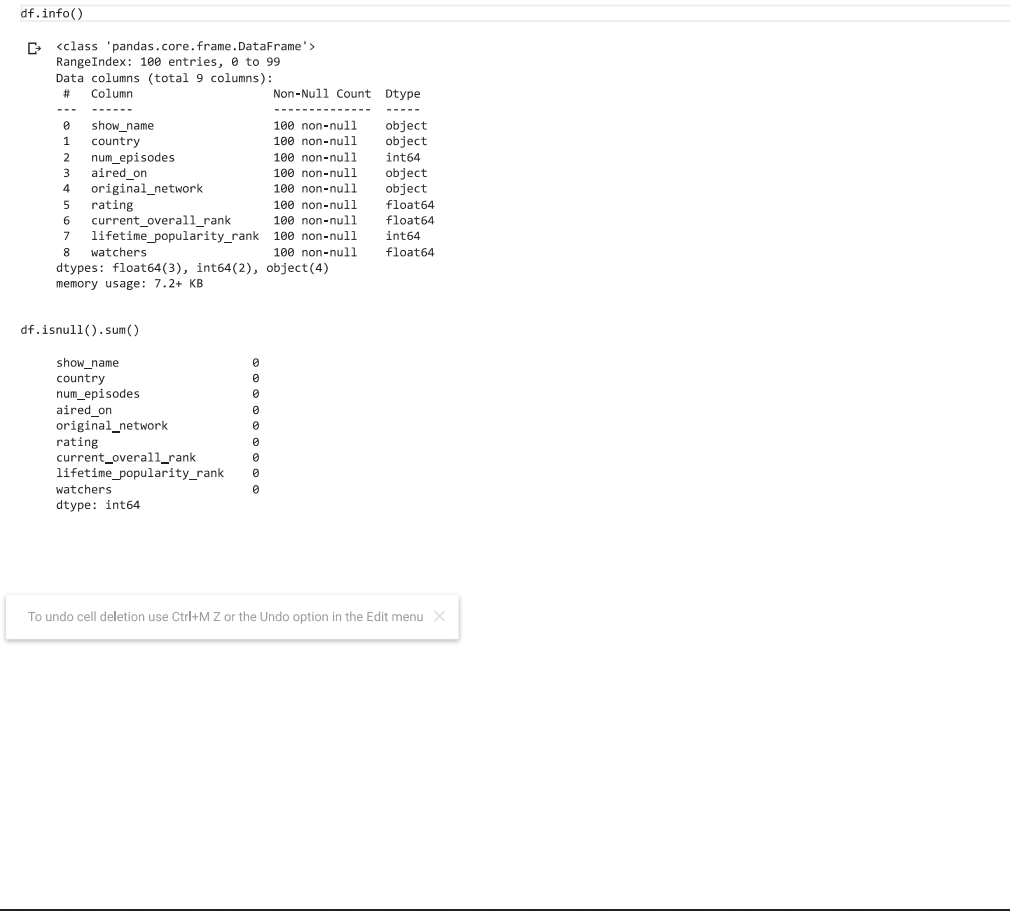 df.info()
<class 'pandas.core.frame.DataFrame'>
RangeIndex: 100 entries, 0 to 99
Data columns (total 9 columns):
 #   Column                    Non-Null Count  Dtype
---  ------                    --------------  -----
 0   show_name                 100 non-null    object
 1   country                   100 non-null    object
 2   num_episodes              100 non-null    int64
 3   aired_on                  100 non-null    object
 4   original_network          100 non-null    object
 5   rating                    100 non-null    float64
 6   current_overall_rank      100 non-null    float64
 7   lifetime_popularity_rank  100 non-null    int64
 8   watchers                  100 non-null    float64
dtypes: float64(3), int64(2), object(4)
memory usage: 7.2+ KB
df.isnull().sum()
show_name                   0
country                     0
num_episodes                0
aired_on                    0
original_network            0
rating                      0
current_overall_rank        0
lifetime_popularity_rank    0
watchers                    0
dtype: int64
To undo cell deletion use Ctrl+M Z or the Undo option in the Edit menu